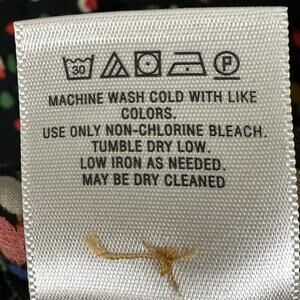 30 P
MACHINE WASH COLD WITH LIKE
COLORS.
USE ONLY NON-CHLORINE BLEACH.
TUMBLE DRY LOW.
LOW IRON AS NEEDED.
MAY BE DRY CLEANED